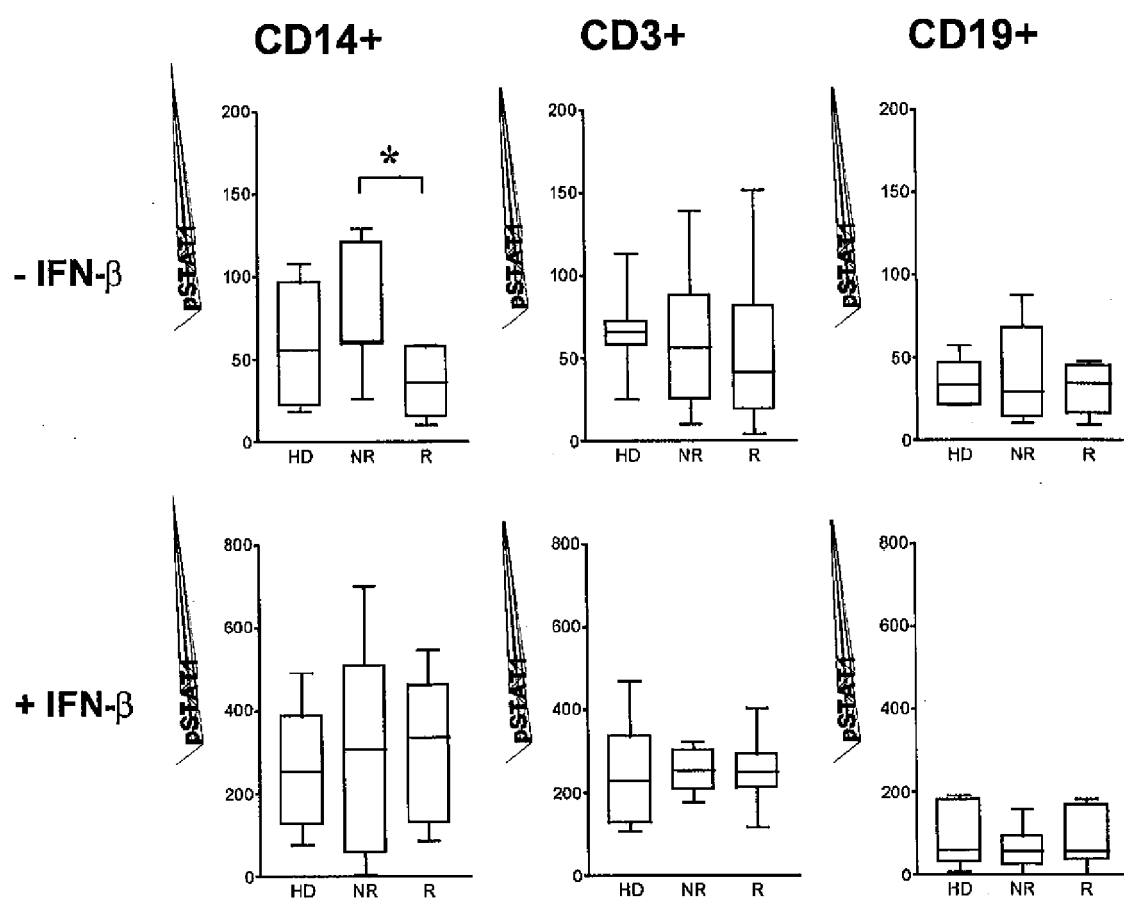 CD14+ CD3+ CD19+
- IFN-β
pSTAT1
200
150
100
50
0
*
HD NR R
pSTAT1
200
150
100
50
0
HD NR R
pSTAT1
200
150
100
50
0
HD NR R
+ IFN-β
pSTAT1
800
600
400
200
0
HD NR R
pSTAT1
800
600
400
200
0
HD NR R
pSTAT1
800
600
400
200
0
HD NR R